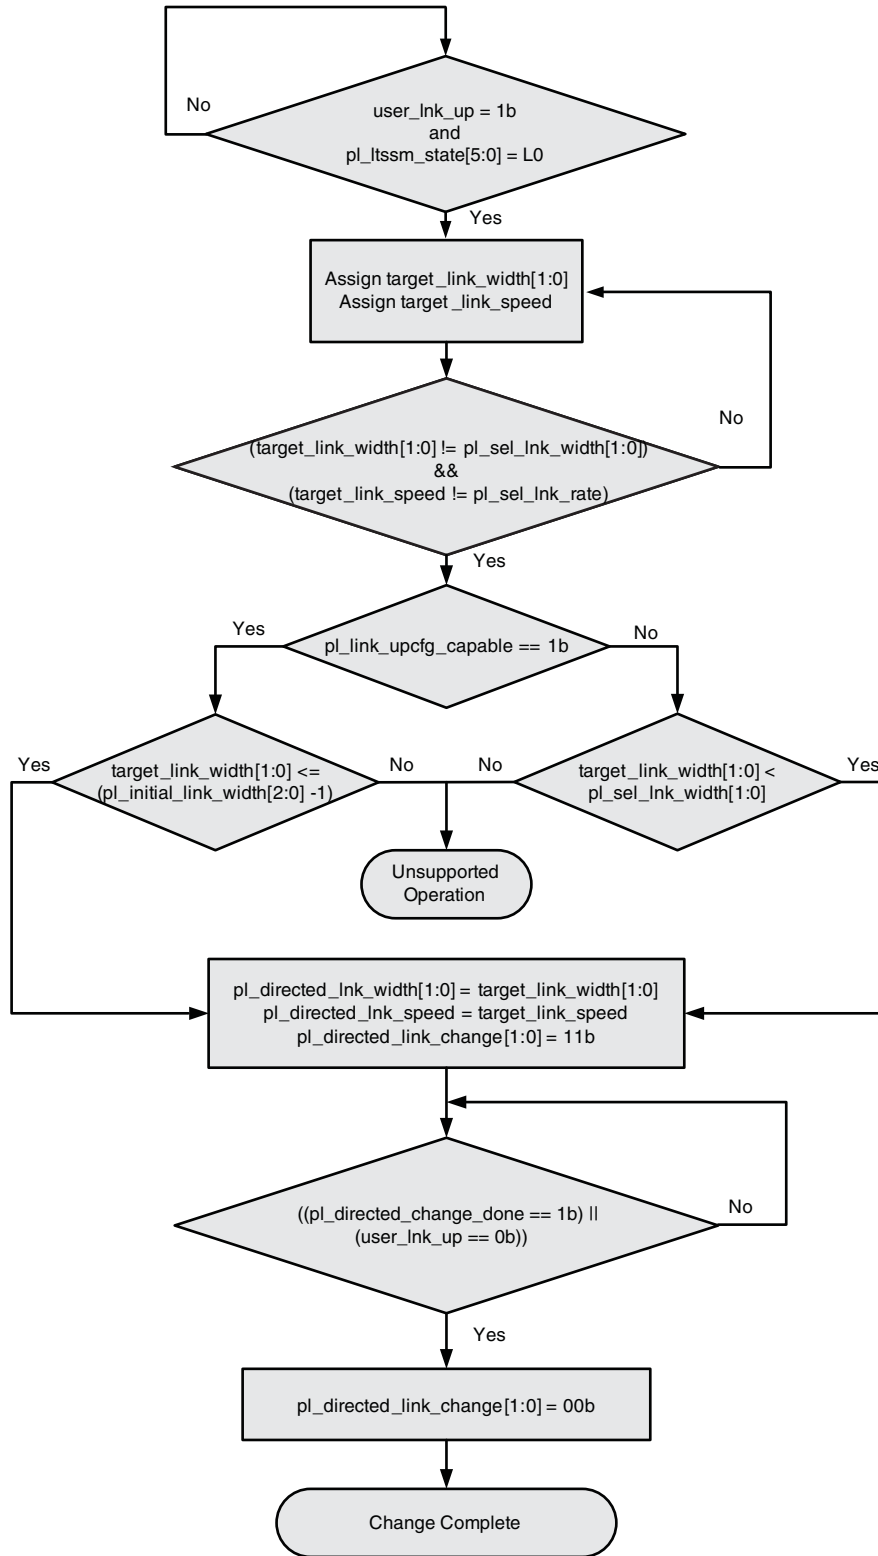 No
user_lnk_up = 1b
and
pl_ltssm_state[5:0] = L0
Yes
Assign target_link_width[1:0]
Assign target_link_speed
No
(target_link_width[1:0] != pl_sel_lnk_width[1:0])
&&
(target_link_speed != pl_sel_lnk_rate)
Yes
Yes
pl_link_upcfg_capable == 1b
No
Yes
target_link_width[1:0] <=
(pl_initial_link_width[2:0] -1)
No
No
target_link_width[1:0] <
pl_sel_lnk_width[1:0]
Yes
Unsupported
Operation
pl_directed_lnk_width[1:0] = target_link_width[1:0]
pl_directed_lnk_speed = target_link_speed
pl_directed_link_change[1:0] = 11b
((pl_directed_change_done == 1b) ||
(user_lnk_up == 0b))
No
Yes
pl_directed_link_change[1:0] = 00b
Change Complete